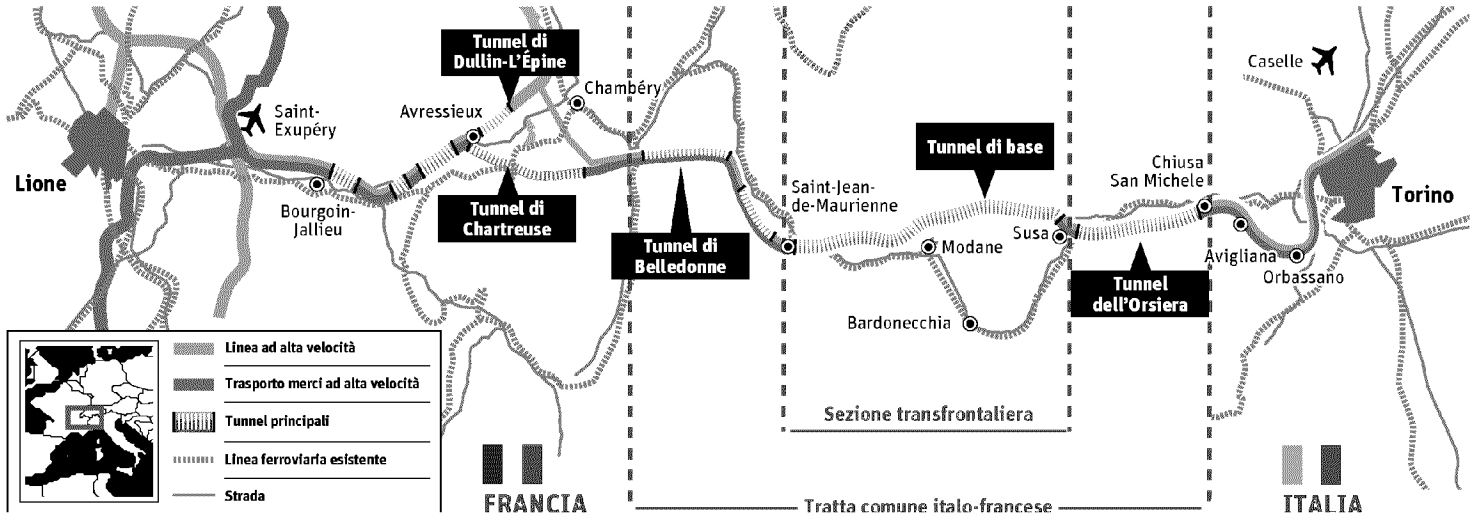 Tunnel di
Dullin-L'Épine
Caselle
Saint-
Exupéry
Avressieux
Chambéry
Lione
Bourgoin-
Jallieu
Tunnel di
Chartreuse
Tunnel di
Belledonne
Saint-Jean-
de-Maurienne
Tunnel di base
Modane
Bardonecchia
Susa
Chiusa
San Michele
Tunnel
dell'Orsiera
Avigliana
Orbassano
Torino
Linea ad alta velocità
Trasporto merci ad alta velocità
Tunnel principali
Linea ferroviaria esistente
Strada
Sezione transfrontaliera
FRANCIA
Tratta comune italo-francese
ITALIA